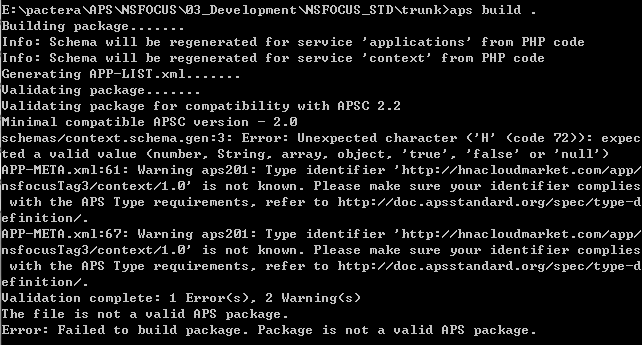 E:\pactera\APS\NSFOCUS\03_Development\NSFOCUS_STD\trunk>aps build .
Building package.......
Info: Schema will be regenerated for service 'applications' from PHP code
Info: Schema will be regenerated for service 'context' from PHP code
Generating APP-LIST.xml.......
Validating package.......
Validating package for compatibility with APSC 2.2
Minimal compatible APSC version - 2.0
schemas/context.schema.gen:3: Error: Unexpected character ('H' (code 72)): expec
ted a valid value (number, String, array, object, 'true', 'false' or 'null')
APP-META.xml:61: Warning aps201: Type identifier 'http://hnacloudmarket.com/app/
nsfocusTag3/context/1.0' is not known. Please make sure your identifier complies
 with the APS Type requirements, refer to http://doc.apsstandard.org/spec/type-d
efinition/.
APP-META.xml:67: Warning aps201: Type identifier 'http://hnacloudmarket.com/app/
nsfocusTag3/context/1.0' is not known. Please make sure your identifier complies
 with the APS Type requirements, refer to http://doc.apsstandard.org/spec/type-d
efinition/.
Validation complete: 1 Error(s), 2 Warning(s)
The file is not a valid APS package.
Error: Failed to build package. Package is not a valid APS package.